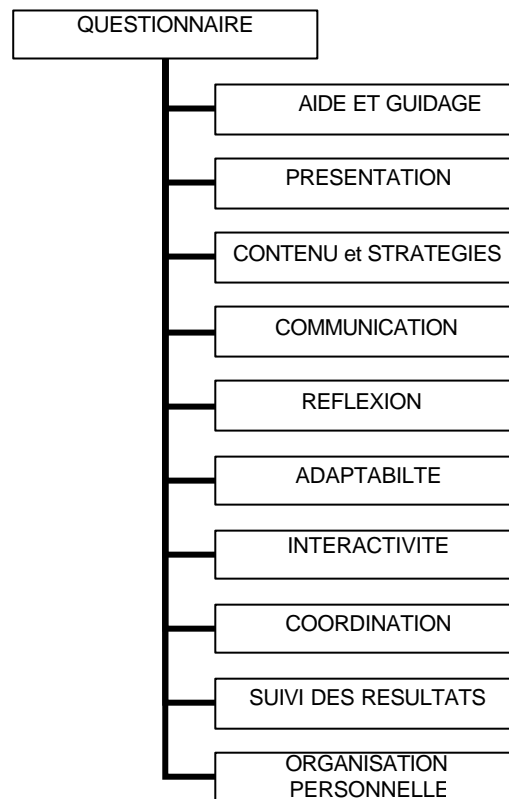 QUESTIONNAIRE
AIDE ET GUIDAGE
PRESENTATION
CONTENU et STRATEGIES
COMMUNICATION
REFLEXION
ADAPTABILTE
INTERACTIVITE
COORDINATION
SUIVI DES RESULTATS
ORGANISATION
PERSONNELLE